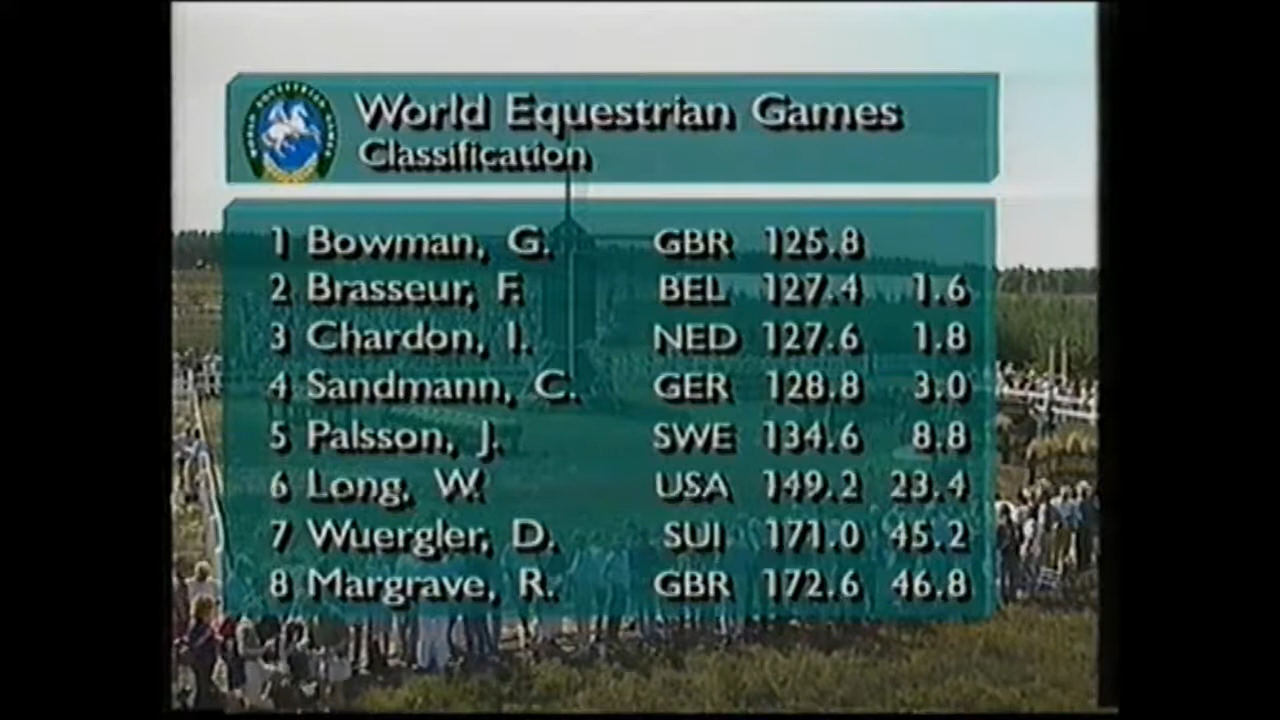 WORLD EQUESTRIAN GAMES
World Equestrian Games
Classification
1 Bowman, G. GBR 125.8
2 Brasseur, F. BEL 127.4 1.6
3 Chardon, I. NED 127.6 1.8
4 Sandmann, C. GER 128.8 3.0
5 Palsson, J. SWE 134.6 8.8
6 Long, W. USA 149.2 23.4
7 Wuergler, D. SUI 171.0 45.2
8 Margrave, R. GBR 172.6 46.8